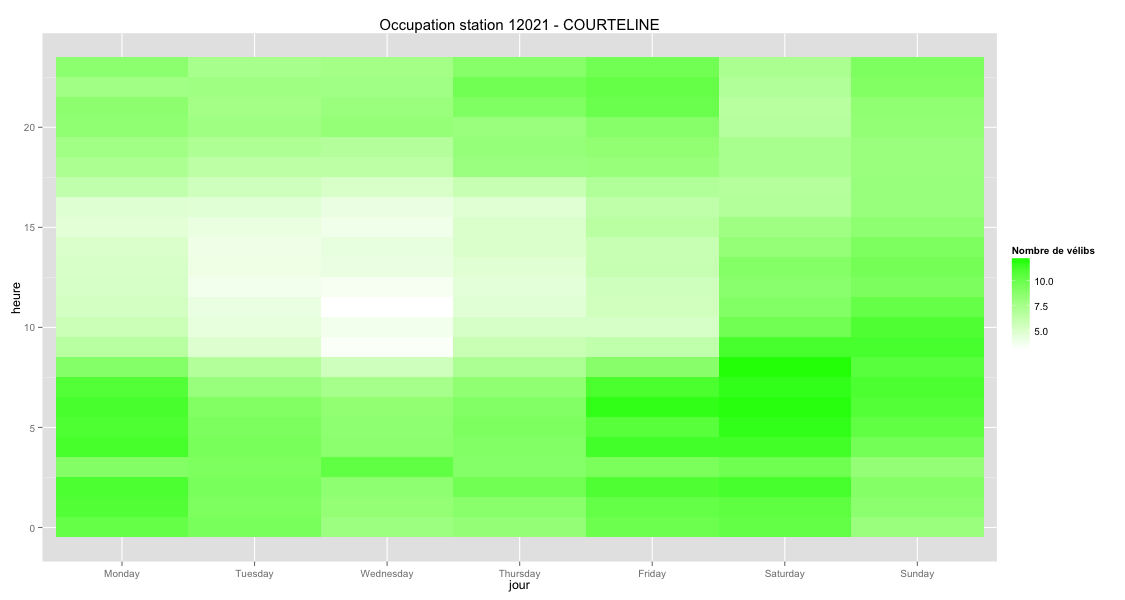 Occupation station 12021 - COURTELINE
heure
20
15
10
5
0
Monday Tuesday Wednesday Thursday Friday Saturday Sunday
jour
Nombre de vélibs
10.0
7.5
5.0